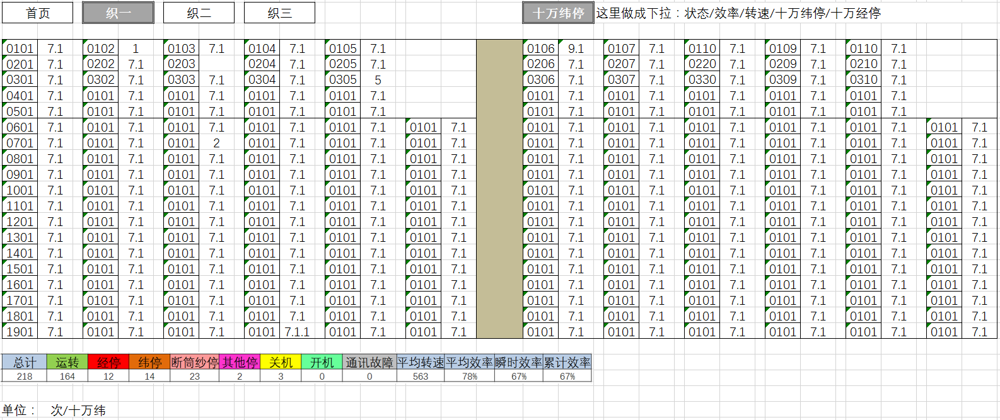 首页 织一 织二 织三 十万纬停 这里做成下拉：状态/效率/转速/十万纬停/十万经停
0101 7.1 0102 1 0103 7.1 0104 7.1 0105 7.1 0106 9.1 0107 7.1 0110 7.1 0109 7.1 0110 7.1
0201 7.1 0202 7.1 0203 0204 7.1 0205 7.1 0206 7.1 0207 7.1 0220 7.1 0209 7.1 0210 7.1
0301 7.1 0302 7.1 0303 7.1 0304 7.1 0305 5 0306 7.1 0307 7.1 0330 7.1 0309 7.1 0310 7.1
0401 7.1 0101 7.1 0101 7.1 0101 7.1 0101 7.1 0101 7.1 0101 7.1 0101 7.1 0101 7.1 0101 7.1
0501 7.1 0101 7.1 0101 7.1 0101 7.1 0101 7.1 0101 7.1 0101 7.1 0101 7.1 0101 7.1 0101 7.1
0601 7.1 0101 7.1 0101 7.1 0101 7.1 0101 7.1 0101 7.1 0101 7.1 0101 7.1 0101 7.1 0101 7.1 0101 7.1 0101 7.1
0701 7.1 0101 7.1 0101 2 0101 7.1 0101 7.1 0101 7.1 0101 7.1 0101 7.1 0101 7.1 0101 7.1 0101 7.1 0101 7.1
0801 7.1 0101 7.1 0101 7.1 0101 7.1 0101 7.1 0101 7.1 0101 7.1 0101 7.1 0101 7.1 0101 7.1 0101 7.1 0101 7.1
0901 7.1 0101 7.1 0101 7.1 0101 7.1 0101 7.1 0101 7.1 0101 7.1 0101 7.1 0101 7.1 0101 7.1 0101 7.1 0101 7.1
1001 7.1 0101 7.1 0101 7.1 0101 7.1 0101 7.1 0101 7.1 0101 7.1 0101 7.1 0101 7.1 0101 7.1 0101 7.1 0101 7.1
1101 7.1 0101 7.1 0101 7.1 0101 7.1 0101 7.1 0101 7.1 0101 7.1 0101 7.1 0101 7.1 0101 7.1 0101 7.1 0101 7.1
1201 7.1 0101 7.1 0101 7.1 0101 7.1 0101 7.1 0101 7.1 0101 7.1 0101 7.1 0101 7.1 0101 7.1 0101 7.1 0101 7.1
1301 7.1 0101 7.1 0101 7.1 0101 7.1 0101 7.1 0101 7.1 0101 7.1 0101 7.1 0101 7.1 0101 7.1 0101 7.1 0101 7.1
1401 7.1 0101 7.1 0101 7.1 0101 7.1 0101 7.1 0101 7.1 0101 7.1 0101 7.1 0101 7.1 0101 7.1 0101 7.1 0101 7.1
1501 7.1 0101 7.1 0101 7.1 0101 7.1 0101 7.1 0101 7.1 0101 7.1 0101 7.1 0101 7.1 0101 7.1 0101 7.1 0101 7.1
1601 7.1 0101 7.1 0101 7.1 0101 7.1 0101 7.1 0101 7.1 0101 7.1 0101 7.1 0101 7.1 0101 7.1 0101 7.1 0101 7.1
1701 7.1 0101 7.1 0101 7.1 0101 7.1 0101 7.1 0101 7.1 0101 7.1 0101 7.1 0101 7.1 0101 7.1 0101 7.1 0101 7.1
1801 7.1 0101 7.1 0101 7.1 0101 7.1 0101 7.1 0101 7.1 0101 7.1 0101 7.1 0101 7.1 0101 7.1 0101 7.1 0101 7.1
1901 7.1 0101 7.1 0101 7.1 0101 7.1.1 0101 7.1 0101 7.1 0101 7.1 0101 7.1 0101 7.1 0101 7.1 0101 7.1 0101 7.1
总计 运转 经停 纬停 断筒纱停 其他停 关机 开机 通讯故障 平均转速 平均效率 瞬时效率 累计效率
218 164 12 14 23 2 3 0 0 563 78% 67% 67%
单位： 次/十万纬